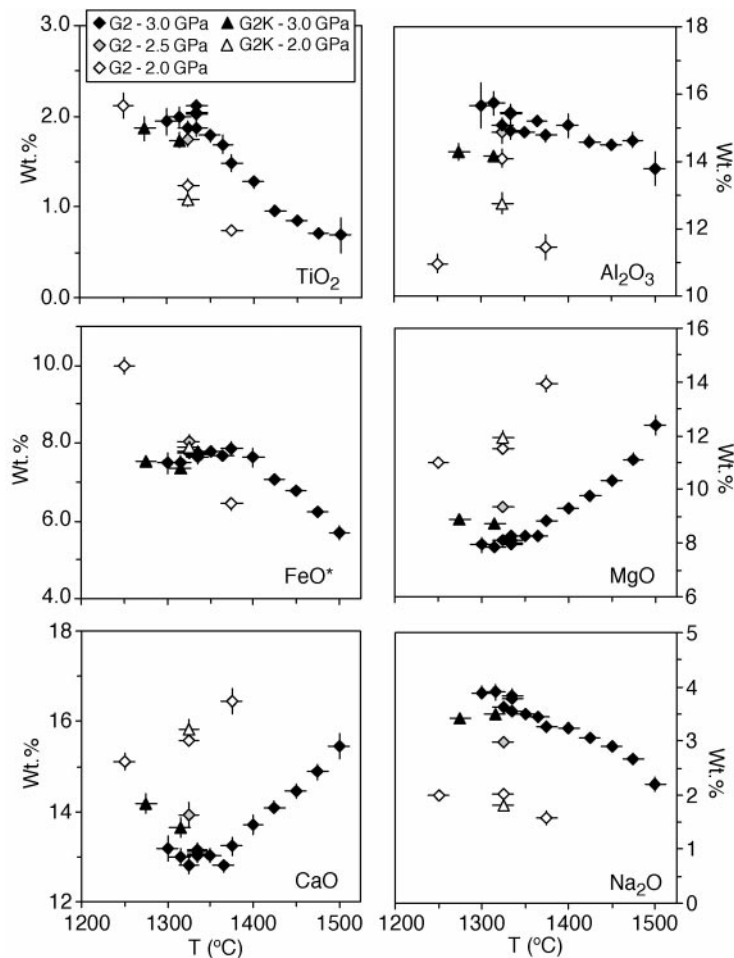 3.0
2.0
1.0
0.0
Wt.%
G2 - 3.0 GPa
G2 - 2.5 GPa
G2 - 2.0 GPa
G2K - 3.0 GPa
G2K - 2.0 GPa
TiO2
18
16
14
12
10
Wt.%
Al2O3
10.0
8.0
6.0
4.0
Wt.%
FeO*
16
14
12
10
8
6
Wt.%
MgO
18
16
14
12
Wt.%
CaO
1200 1300 1400 1500
T (ºC)
5
4
3
2
1
0
Wt.%
Na2O
1200 1300 1400 1500
T (ºC)